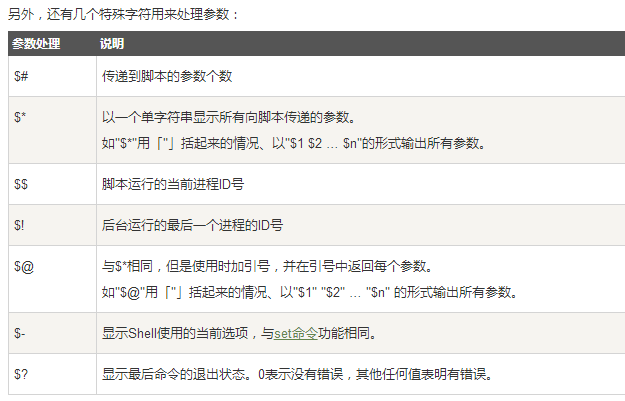 另外，还有几个特殊字符用来处理参数：
参数处理 说明
$# 传递到脚本的参数个数
$* 以一个单字符串显示所有向脚本传递的参数。
如"$*"用「"」括起来的情况、以"$1 $2 … $n"的形式输出所有参数。
$$ 脚本运行的当前进程ID号
$! 后台运行的最后一个进程的ID号
$@ 与$*相同，但是使用时加引号，并在引号中返回每个参数。
如"$@"用「"」括起来的情况、以"$1" "$2" … "$n" 的形式输出所有参数。
$- 显示Shell使用的当前选项，与set命令功能相同。
$? 显示最后命令的退出状态。0表示没有错误，其他任何值表明有错误。